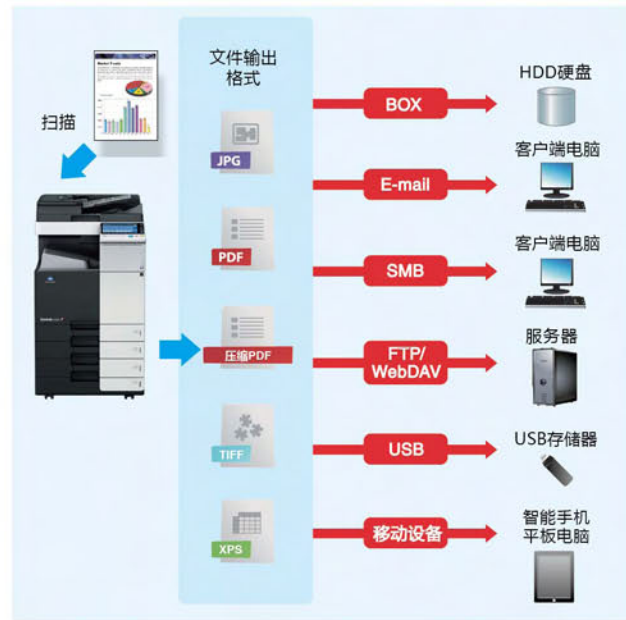 扫描
文件输出
格式
JPG
PDF
压缩PDF
TIFF
XPS
BOX
E-mail
SMB
FTP/
WebDAV
USB
移动设备
HDD硬盘
客户端电脑
客户端电脑
服务器
USB存储器
智能手机
平板电脑